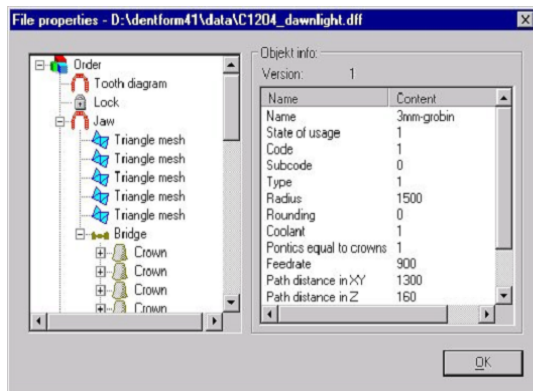 File properties - D:\dentform41\data\C1204_dawnlight.dff
Order
Tooth diagram
Lock
Jaw
Triangle mesh
Triangle mesh
Triangle mesh
Triangle mesh
Triangle mesh
Bridge
Crown
Crown
Crown
Crown
Objekt info:
Version: 1
Name Content
Name 3mm-grobin
State of usage 1
Code 1
Subcode 0
Type 1
Radius 1500
Rounding 0
Coolant 1
Pontics equal to crowns 1
Feedrate 900
Path distance in XY 1300
Path distance in Z 160
OK